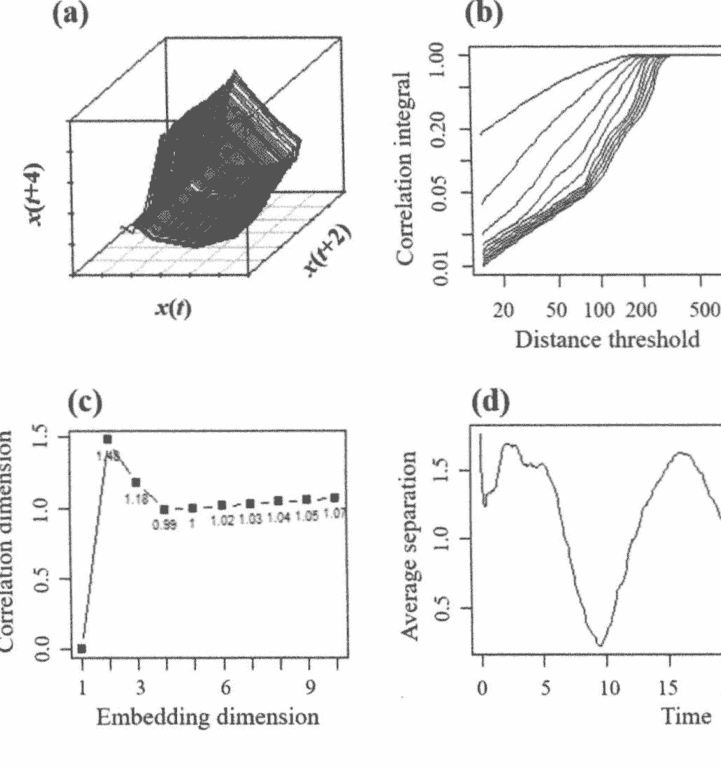 (a)
x(t+4)
x(t)
x(t+2)
(b)
Correlation integral
1.00
0.20
0.05
0.01
20 50 100 200 500
Distance threshold
(c)
Correlation dimension
1.5
1.0
0.5
0.0
1.18
0.99 1 1.02 1.03 1.04 1.05 1.07
1 3 6 9
Embedding dimension
(d)
Average separation
1.5
1.0
0.5
0 5 10 15
Time